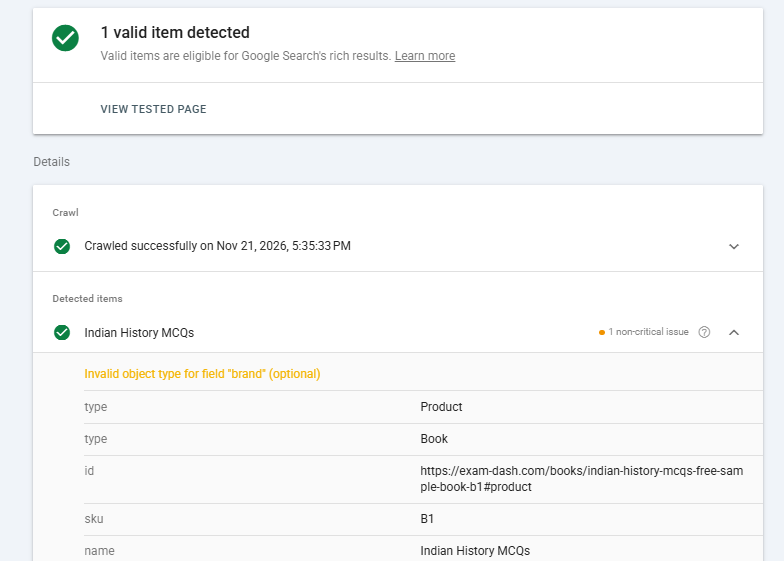 1 valid item detected
Valid items are eligible for Google Search's rich results. Learn more
VIEW TESTED PAGE
Details
Crawl
Crawled successfully on Nov 21, 2026, 5:35:33 PM
Detected items
Indian History MCQs
1 non-critical issue
Invalid object type for field "brand" (optional)
type Product
type Book
id https://exam-dash.com/books/indian-history-mcqs-free-sam
ple-book-b1#product
sku B1
name Indian History MCQs